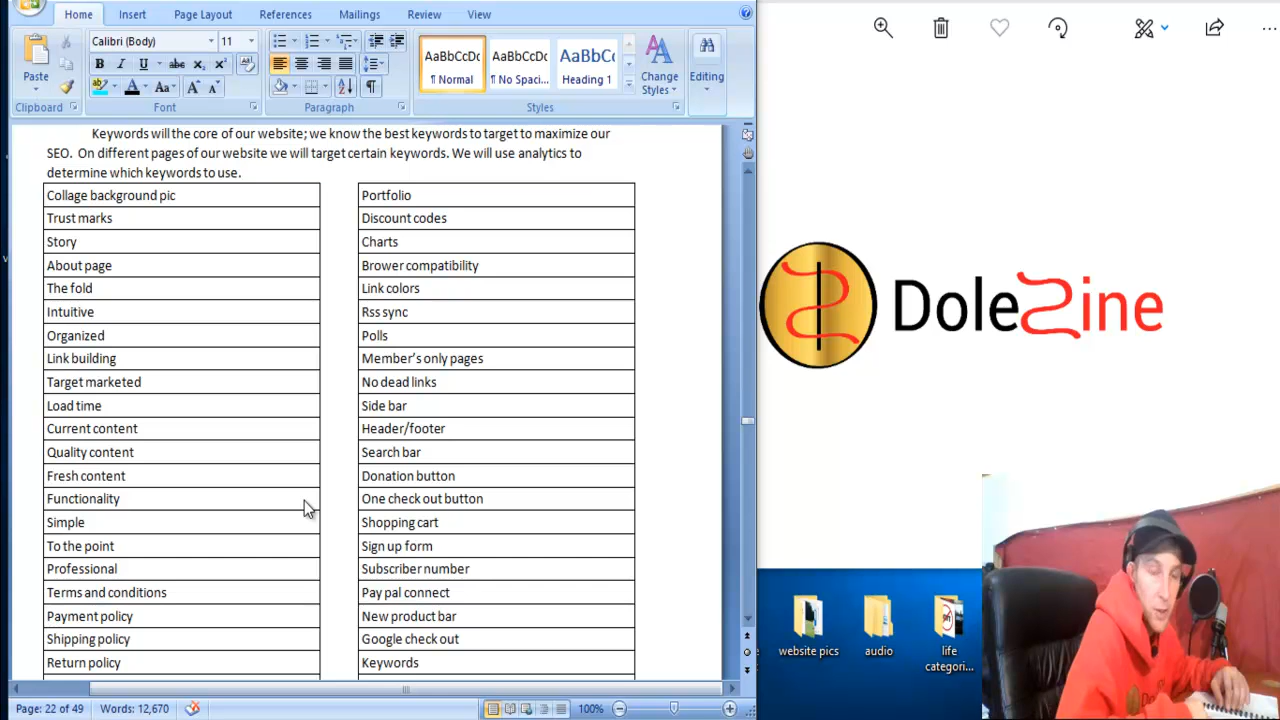 Home Insert Page Layout References Mailings Review View
Calibri (Body) 11
AaBbCcDc AaBbCcDc AaBbCc
Paste
B I U abc x₂ x²
¶ Normal ¶ No Spaci... Heading 1 Change Styles Editing
Clipboard Font Paragraph Styles
Keywords will the core of our website; we know the best keywords to target to maximize our
SEO. On different pages of our website we will target certain keywords. We will use analytics to
determine which keywords to use.
Collage background pic
Trust marks
Story
About page
The fold
Intuitive
Organized
Link building
Target marketed
Load time
Current content
Quality content
Fresh content
Functionality
Simple
To the point
Professional
Terms and conditions
Payment policy
Shipping policy
Return policy
Portfolio
Discount codes
Charts
Brower compatibility
Link colors
Rss sync
Polls
Member's only pages
No dead links
Side bar
Header/footer
Search bar
Donation button
One check out button
Shopping cart
Sign up form
Subscriber number
Pay pal connect
New product bar
Google check out
Keywords
Page: 22 of 49 Words: 12,670 100%
DoleZine
website pics
audio
life
categori...